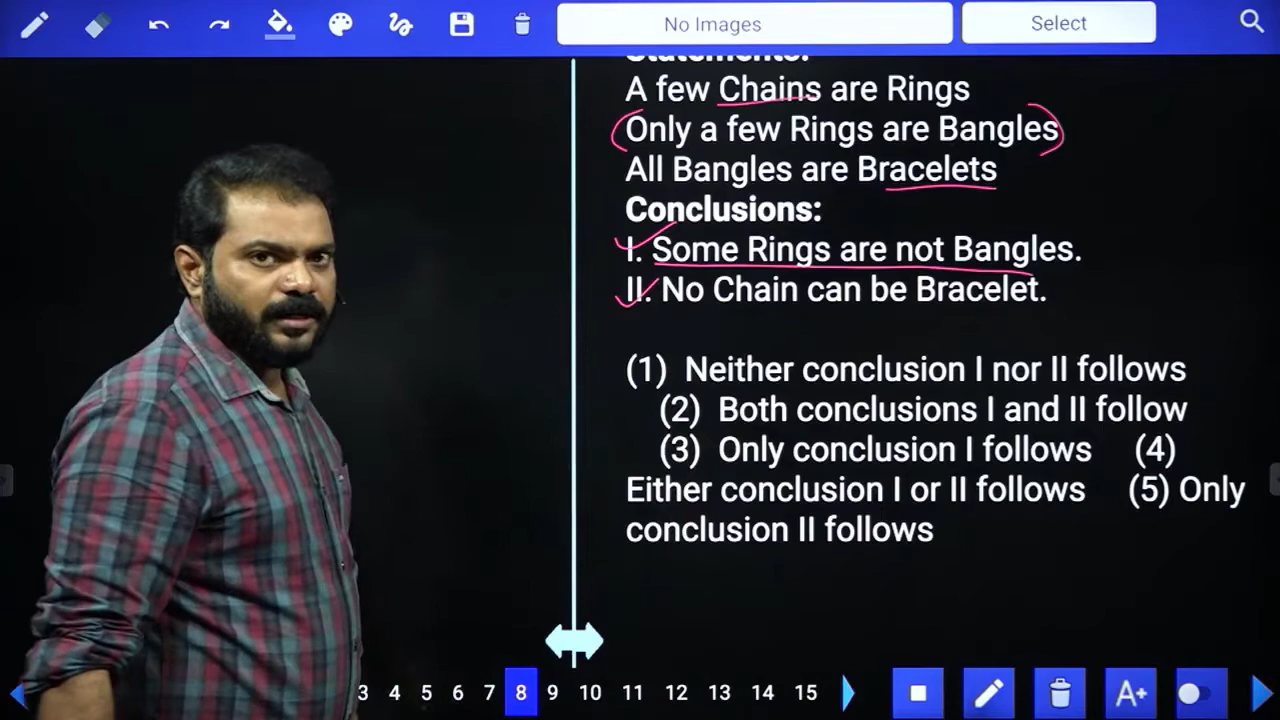 No Images
Select
Statements:
A few Chains are Rings
Only a few Rings are Bangles
All Bangles are Bracelets
Conclusions:
I. Some Rings are not Bangles.
II. No Chain can be Bracelet.
(1) Neither conclusion I nor II follows
(2) Both conclusions I and II follow
(3) Only conclusion I follows (4)
Either conclusion I or II follows (5) Only
conclusion II follows
3 4 5 6 7 8 9 10 11 12 13 14 15
A+